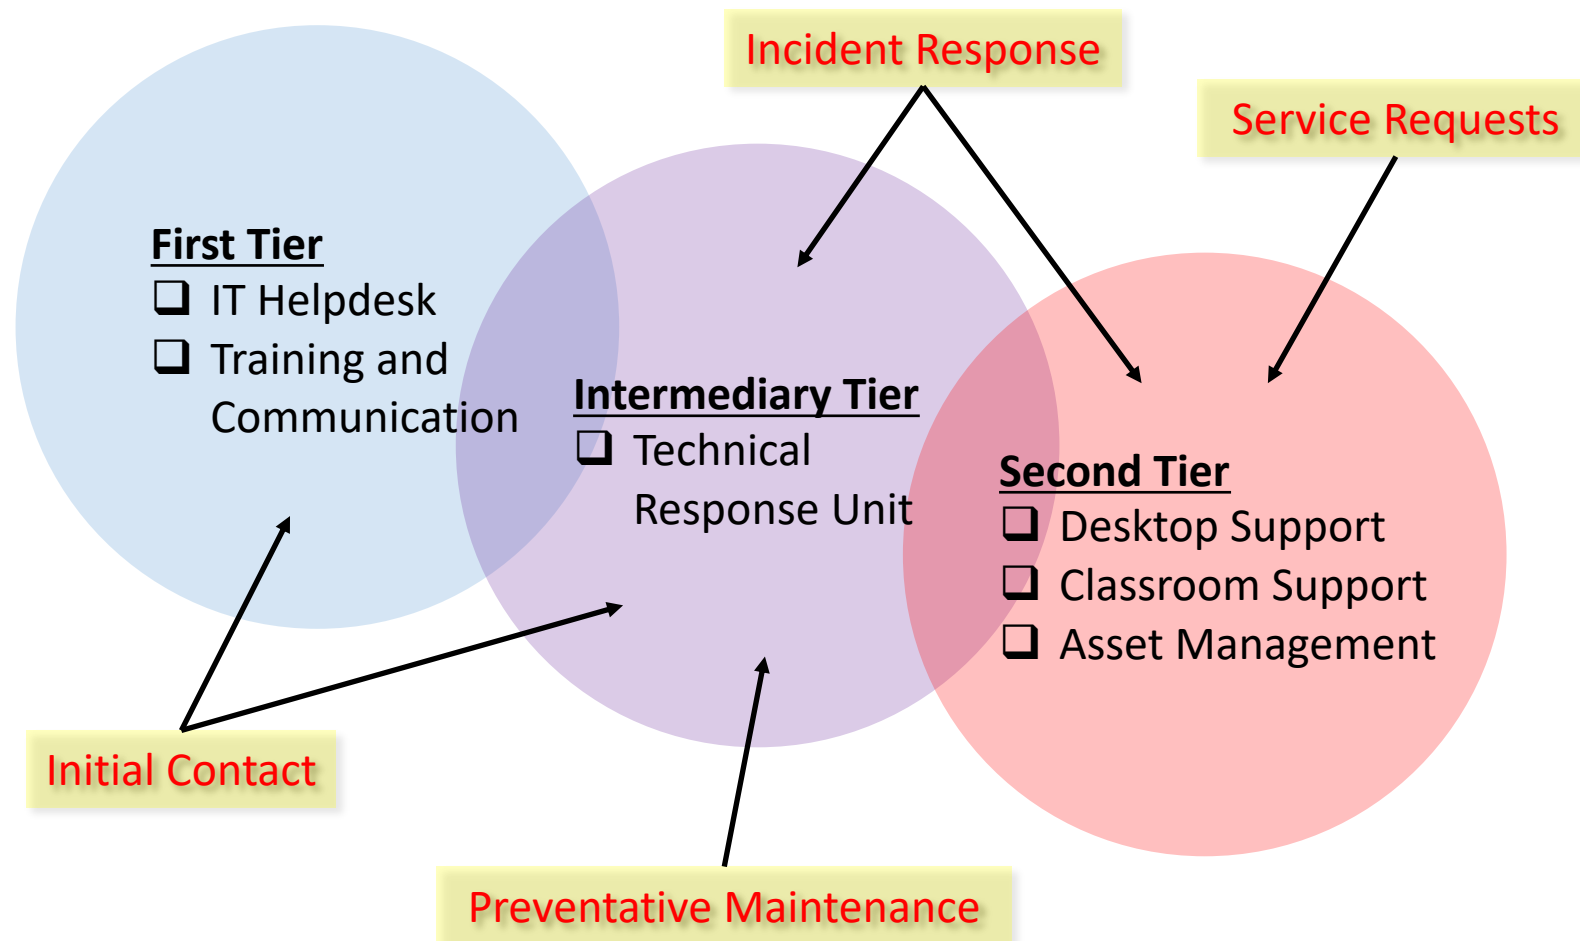 Incident Response
Service Requests
First Tier
❑ IT Helpdesk
❑ Training and
Communication
Intermediary Tier
❑ Technical
Response Unit
Second Tier
❑ Desktop Support
❑ Classroom Support
❑ Asset Management
Initial Contact
Preventative Maintenance